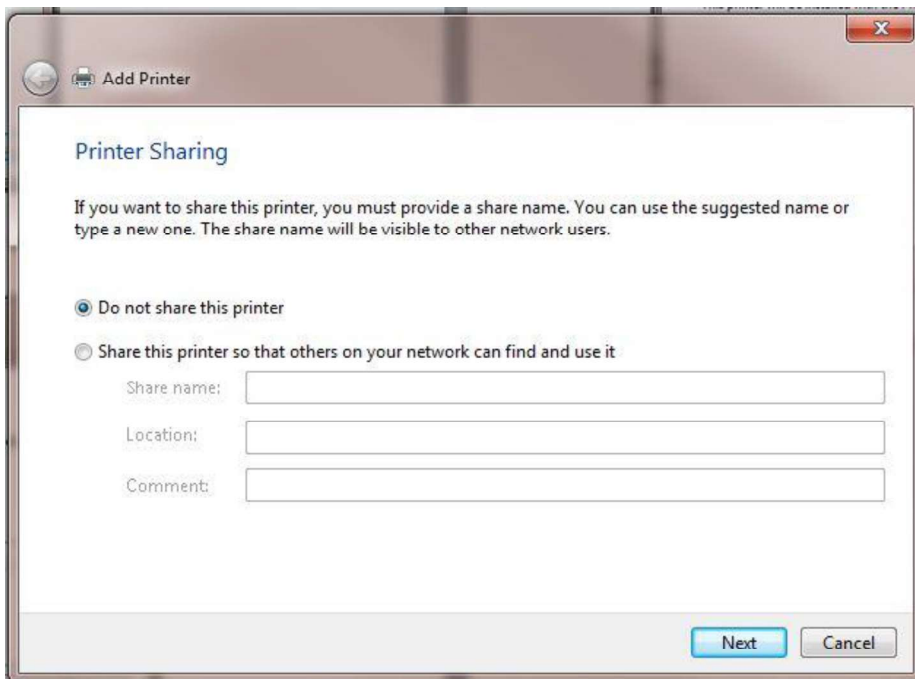 Add Printer
Printer Sharing
If you want to share this printer, you must provide a share name. You can use the suggested name or
type a new one. The share name will be visible to other network users.
Do not share this printer
Share this printer so that others on your network can find and use it
Share name:
Location:
Comment:
Next Cancel